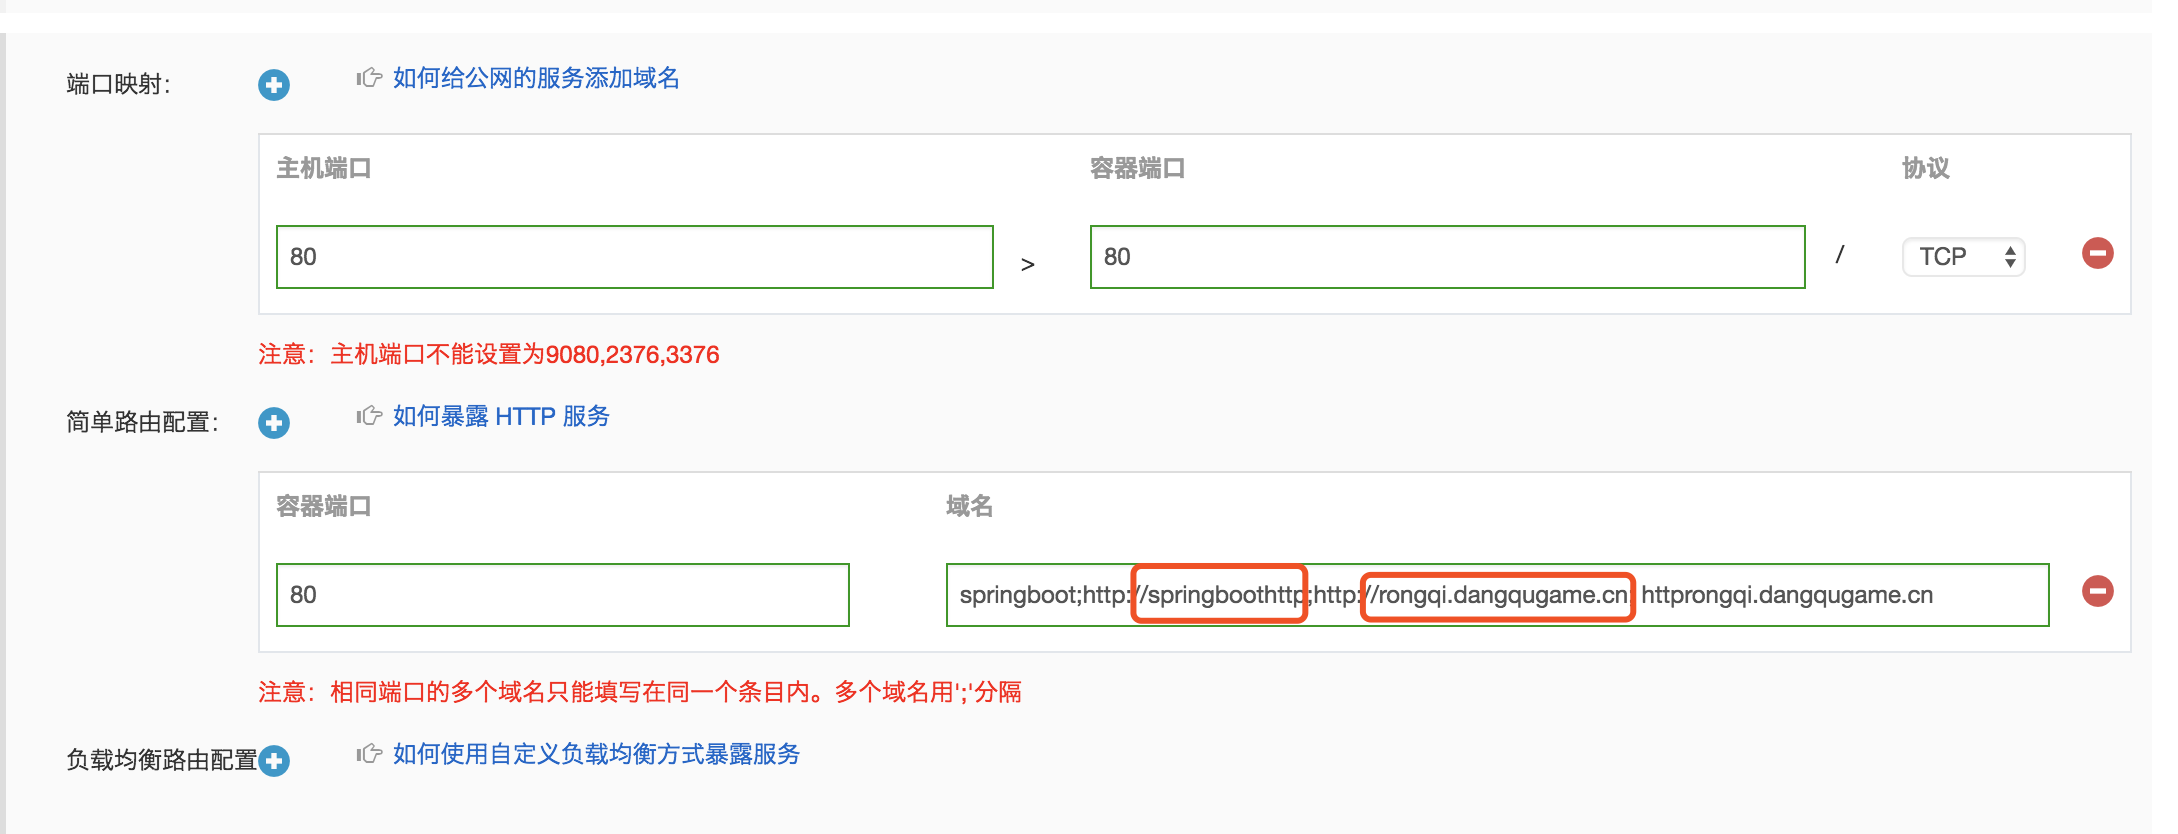 端口映射： 如何给公网的服务添加域名
主机端口 容器端口 协议
80 > 80 / TCP
注意：主机端口不能设置为9080,2376,3376
简单路由配置： 如何暴露 HTTP 服务
容器端口 域名
80 springboot;http://springboothttp;http://rongqi.dangqugame.cn; httprongqi.dangqugame.cn
注意：相同端口的多个域名只能填写在同一个条目内。多个域名用';'分隔
负载均衡路由配置 如何使用自定义负载均衡方式暴露服务